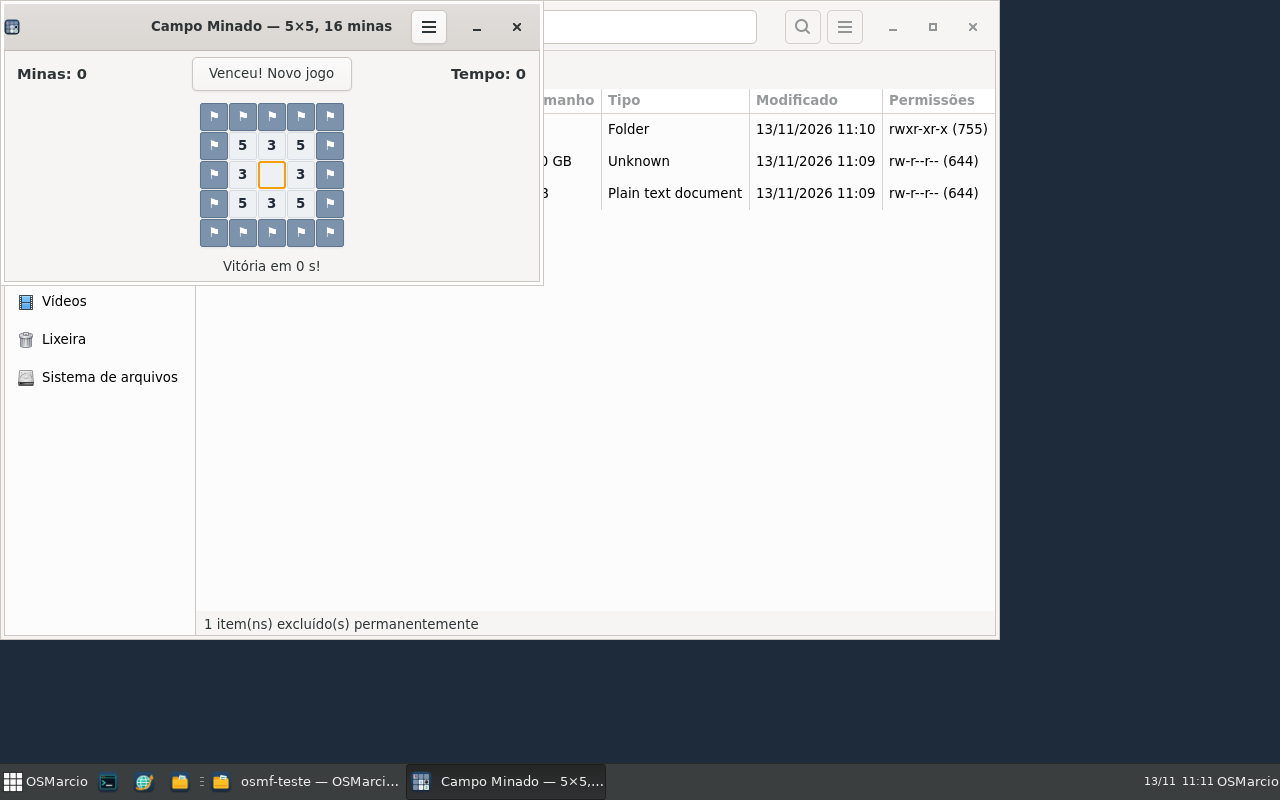 Campo Minado — 5×5, 16 minas
Minas: 0
Venceu! Novo jogo
Tempo: 0
5 3 5
3 3
5 3 5
Vitória em 0 s!
manho Tipo Modificado Permissões
Folder 13/11/2026 11:10 rwxr-xr-x (755)
GB Unknown 13/11/2026 11:09 rw-r--r-- (644)
Plain text document 13/11/2026 11:09 rw-r--r-- (644)
Vídeos
Lixeira
Sistema de arquivos
1 item(ns) excluído(s) permanentemente
OSMarcio
osmf-teste — OSMarci...
Campo Minado — 5×5,...
13/11 11:11 OSMarcio